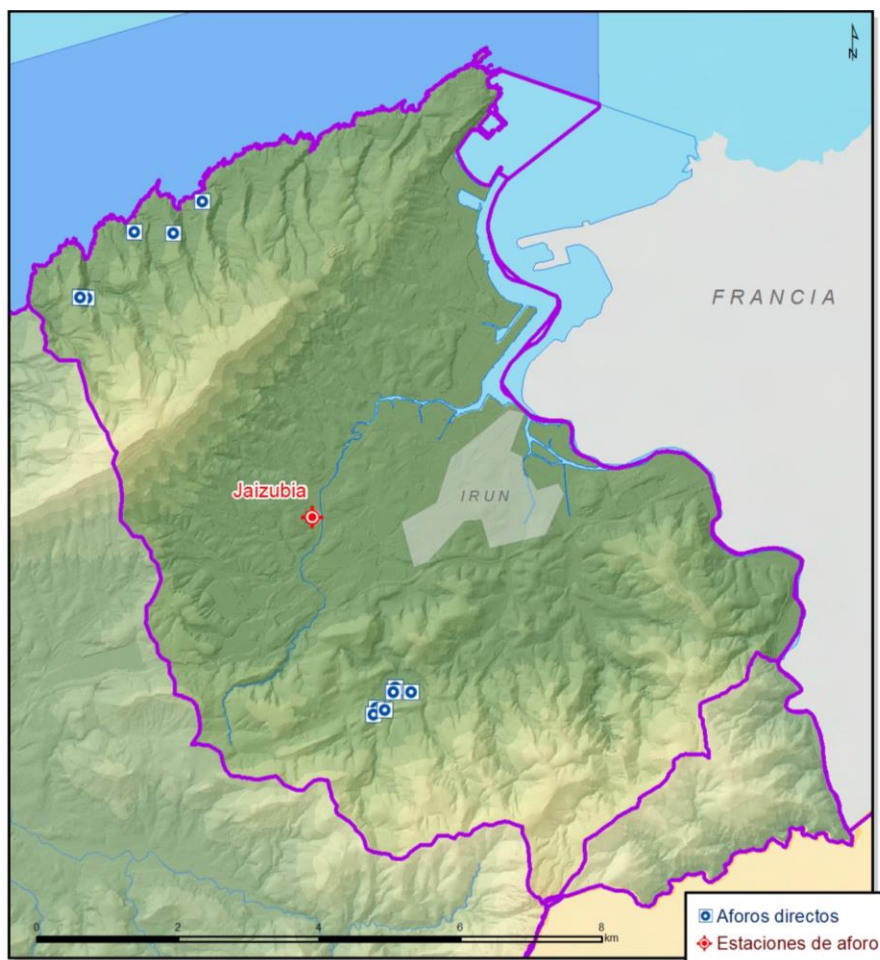 N
FRANCIA
Jaizubia
IRUN
0 2 4 6 8 km
Aforos directos
Estaciones de aforo